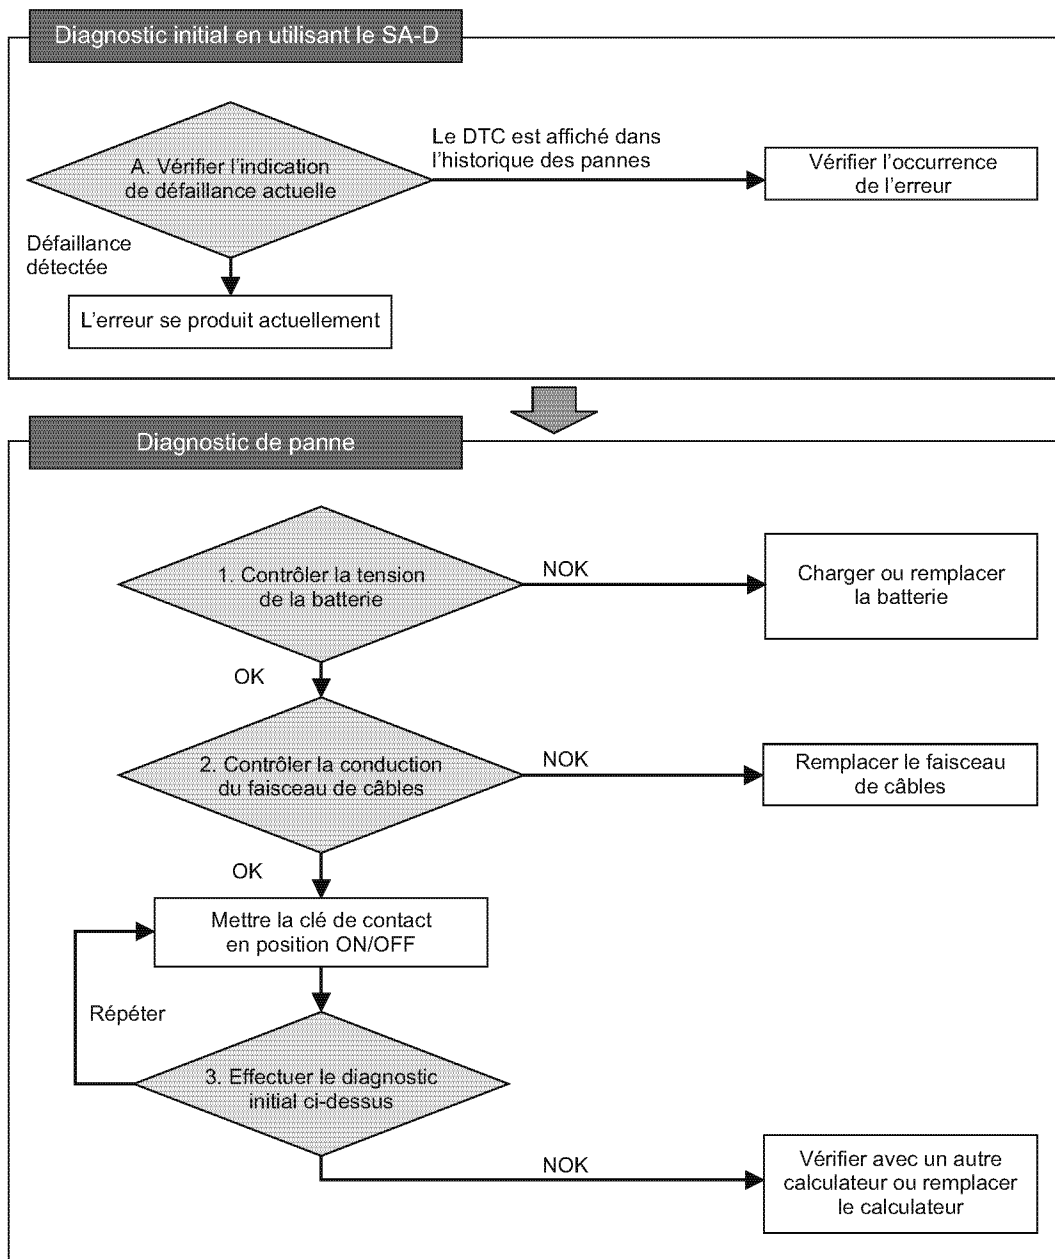 Diagnostic initial en utilisant le SA-D
Le DTC est affiché dans
l'historique des pannes
A. Vérifier l'indication
de défaillance actuelle
Vérifier l'occurrence
de l'erreur
Défaillance
détectée
L'erreur se produit actuellement
Diagnostic de panne
1. Contrôler la tension
de la batterie
NOK
Charger ou remplacer
la batterie
OK
2. Contrôler la conduction
du faisceau de câbles
NOK
Remplacer le faisceau
de câbles
OK
Mettre la clé de contact
en position ON/OFF
Répéter
3. Effectuer le diagnostic
initial ci-dessus
NOK
Vérifier avec un autre
calculateur ou remplacer
le calculateur